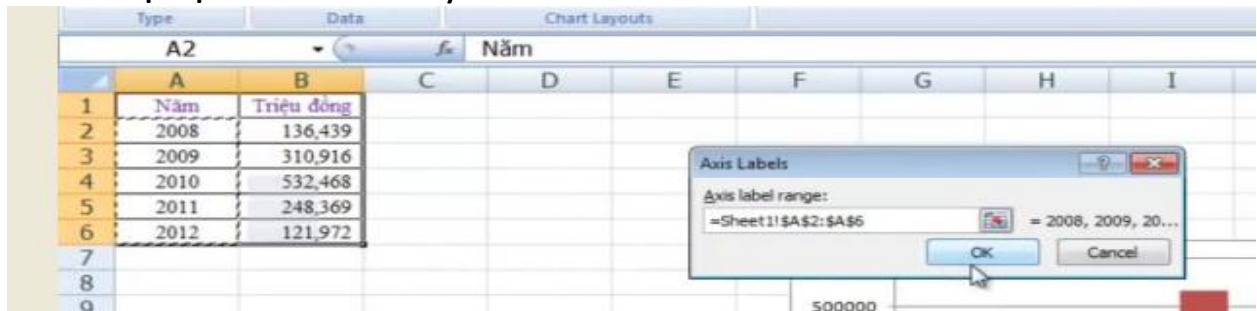 Type Data Chart Layouts
A2 fx Năm
A B C D E F G H I
1 Năm Triệu đồng
2 2008 136,439
3 2009 310,916
4 2010 532,468
5 2011 248,369
6 2012 121,972
7
8
9
Axis Labels
Axis label range:
=Sheet1!$A$2:$A$6 = 2008, 2009, 20...
OK Cancel
500000